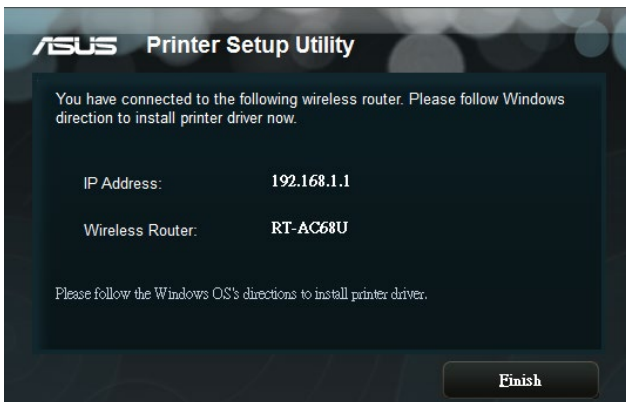 ASUS Printer Setup Utility
You have connected to the following wireless router. Please follow Windows
direction to install printer driver now.
IP Address: 192.168.1.1
Wireless Router: RT-AC68U
Please follow the Windows OS's directions to install printer driver.
Finish